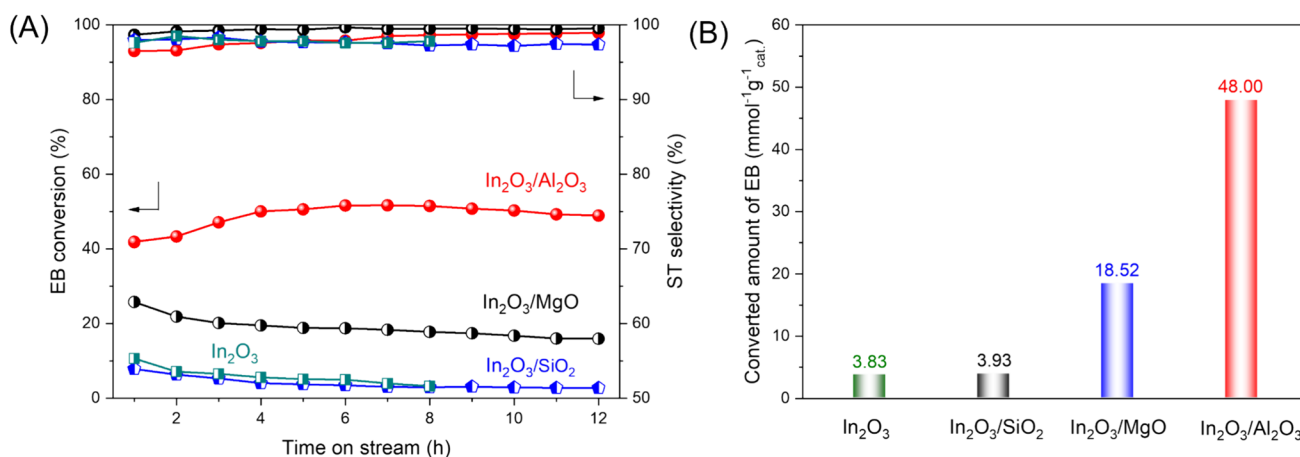 (A)
100
80
60
40
20
0
EB conversion (%)
100
90
80
70
60
50
ST selectivity (%)
In₂O₃/Al₂O₃
In₂O₃/MgO
In₂O₃
In₂O₃/SiO₂
2 4 6 8 10 12
Time on stream (h)
(B)
60
50
40
30
20
10
0
Converted amount of EB (mmol⁻¹g⁻¹cat.)
3.83
3.93
18.52
48.00
In₂O₃ In₂O₃/SiO₂ In₂O₃/MgO In₂O₃/Al₂O₃